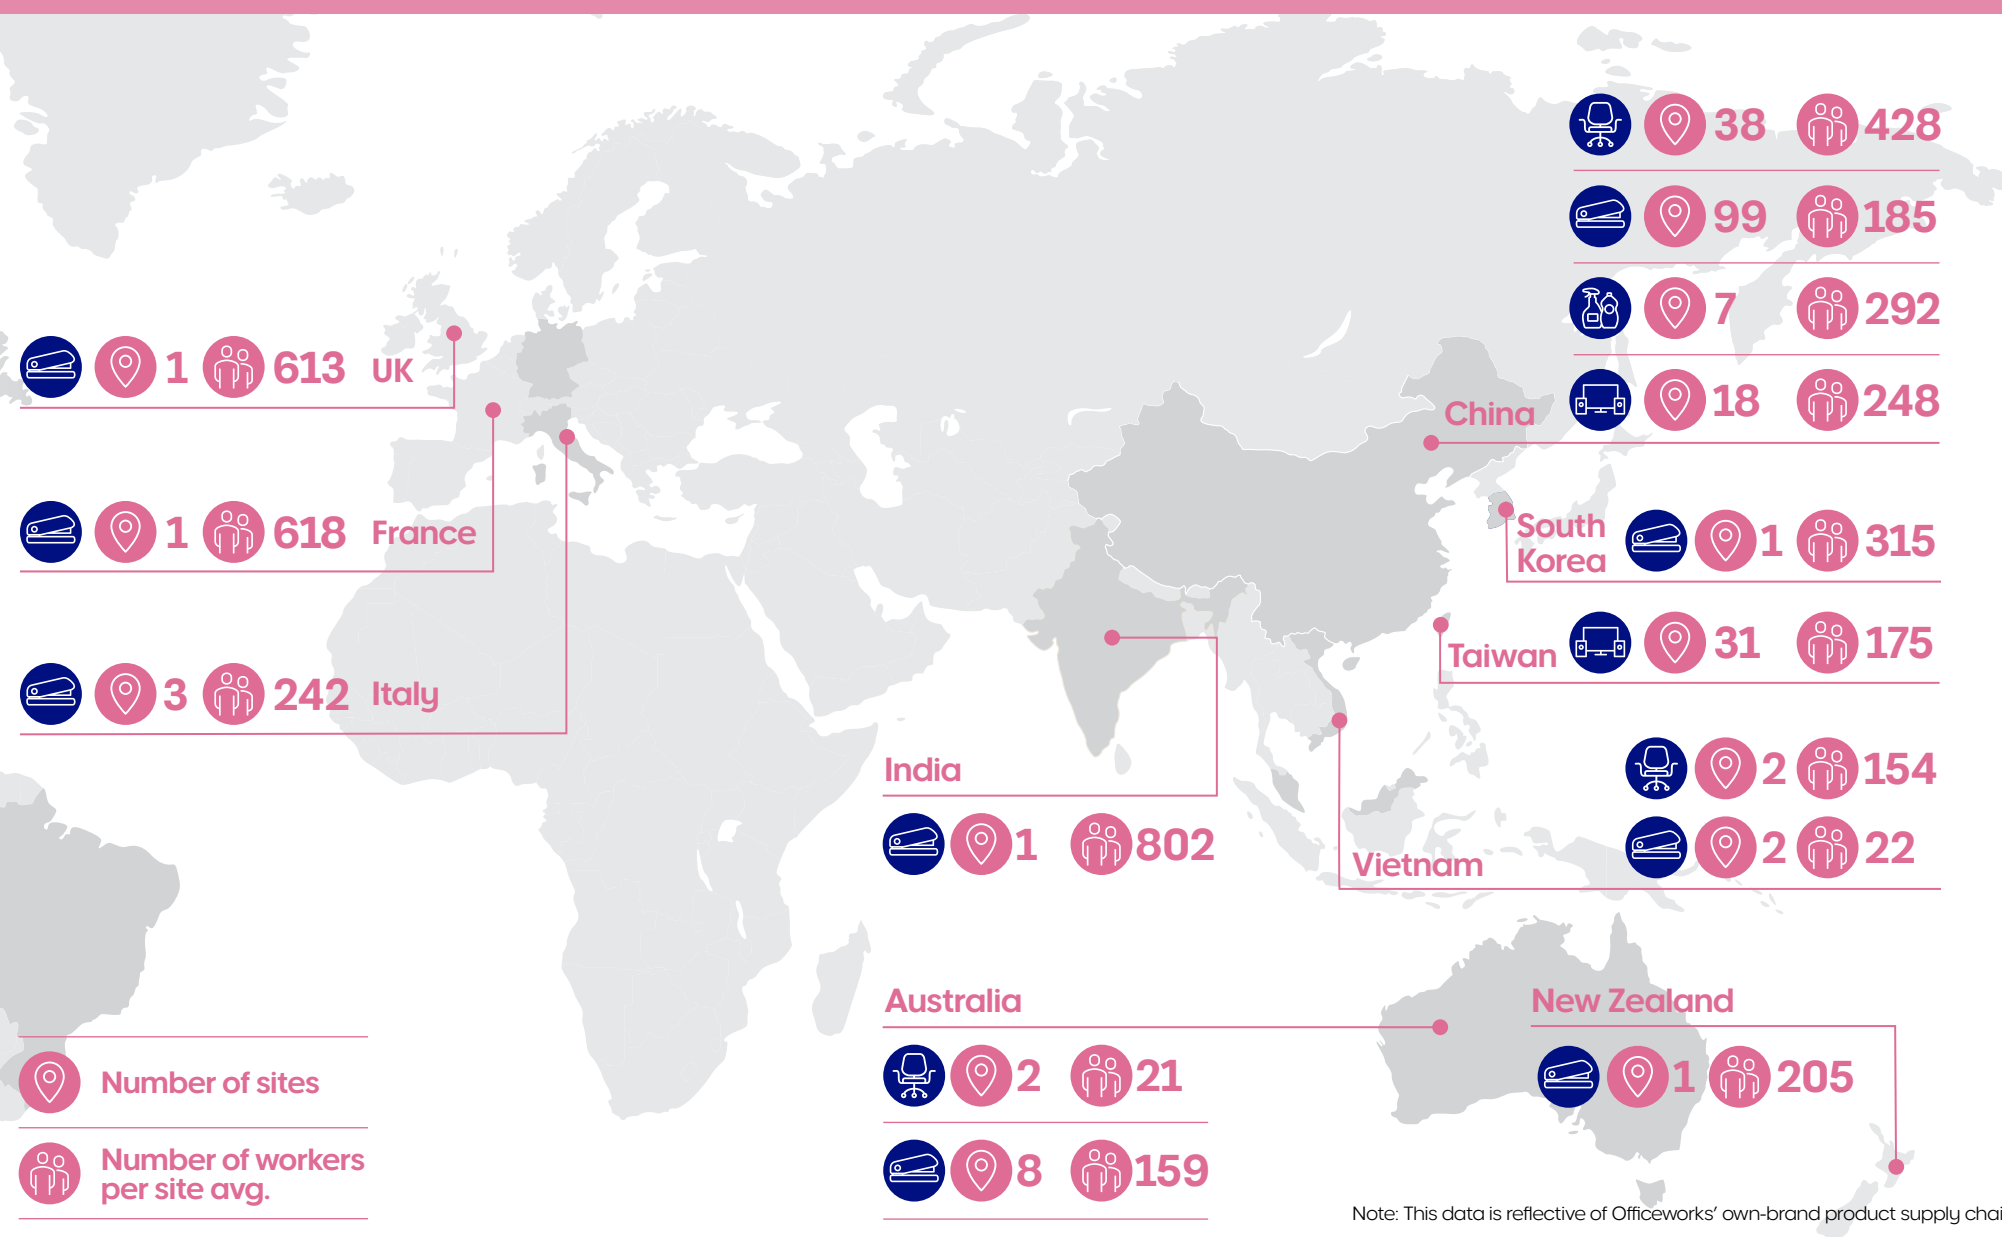 38 428
99 185
7 292
18 248
China
1 613 UK
1 618 France
3 242 Italy
South
Korea 1 315
Taiwan 31 175
2 154
2 22
Vietnam
India
1 802
Australia
2 21
8 159
New Zealand
1 205
Number of sites
Number of workers
per site avg.
Note: This data is reflective of Officeworks’ own-brand product supply chai